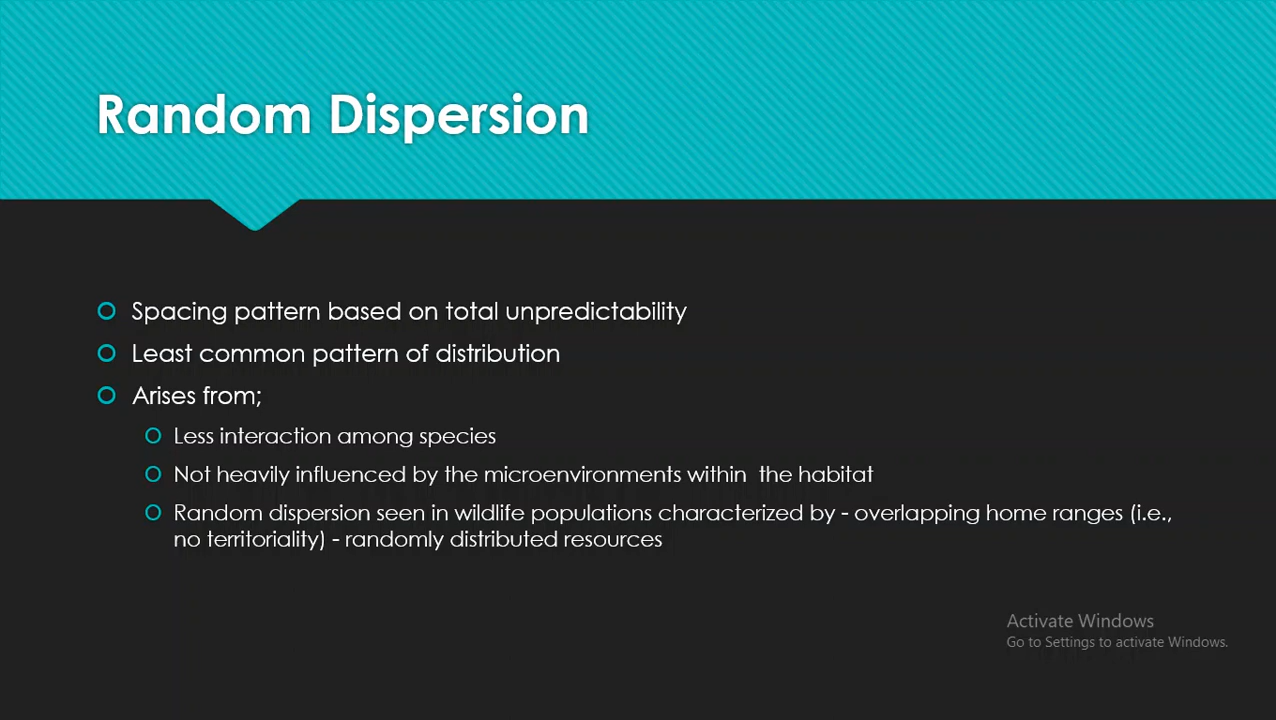 Random Dispersion
Spacing pattern based on total unpredictability
Least common pattern of distribution
Arises from;
Less interaction among species
Not heavily influenced by the microenvironments within  the habitat
Random dispersion seen in wildlife populations characterized by - overlapping home ranges (i.e.,
no territoriality) - randomly distributed resources
Activate Windows
Go to Settings to activate Windows.